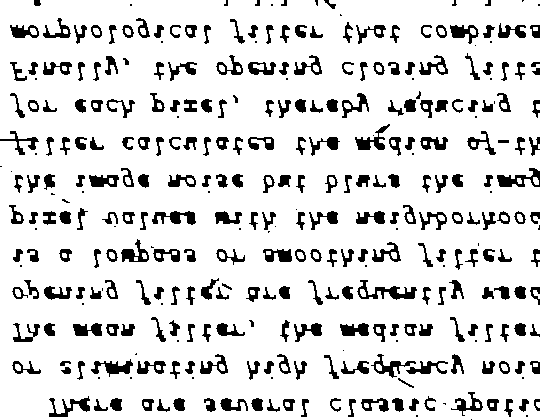 There are several classic spatia
or eliminating high frequency nois
The mean filter, the median filter
opening filter are frequently used
is a lowpass or smoothing filter t
pixel values with the neighborhood
the image noise but blurs the imag
filter calculates the median of th
for each pixel, thereby reducing t
Finally, the opening closing filte
morphological filter that combines